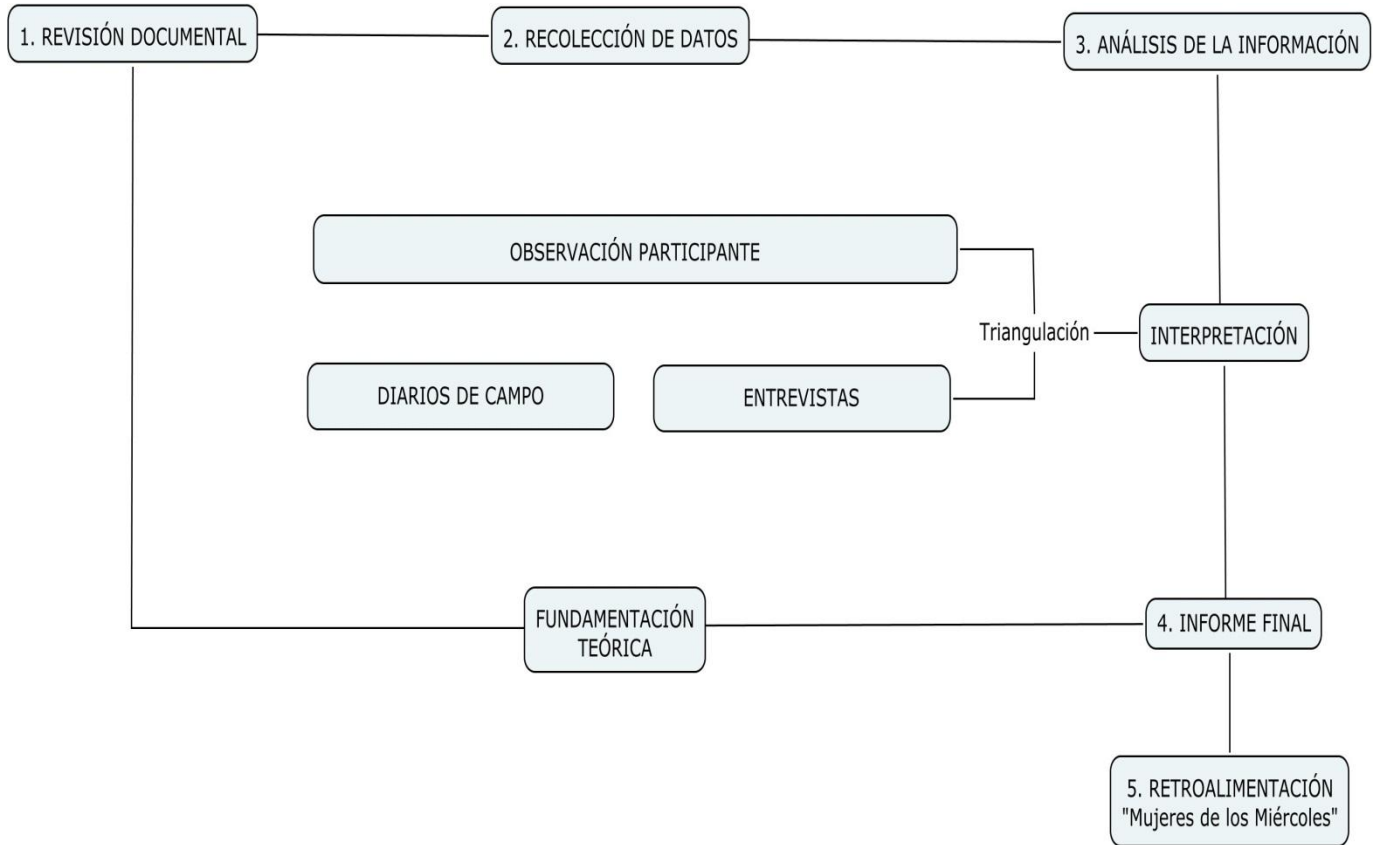 1. REVISIÓN DOCUMENTAL
2. RECOLECCIÓN DE DATOS
3. ANÁLISIS DE LA INFORMACIÓN
OBSERVACIÓN PARTICIPANTE
Triangulación
INTERPRETACIÓN
DIARIOS DE CAMPO
ENTREVISTAS
FUNDAMENTACIÓN
TEÓRICA
4. INFORME FINAL
5. RETROALIMENTACIÓN
"Mujeres de los Miércoles"